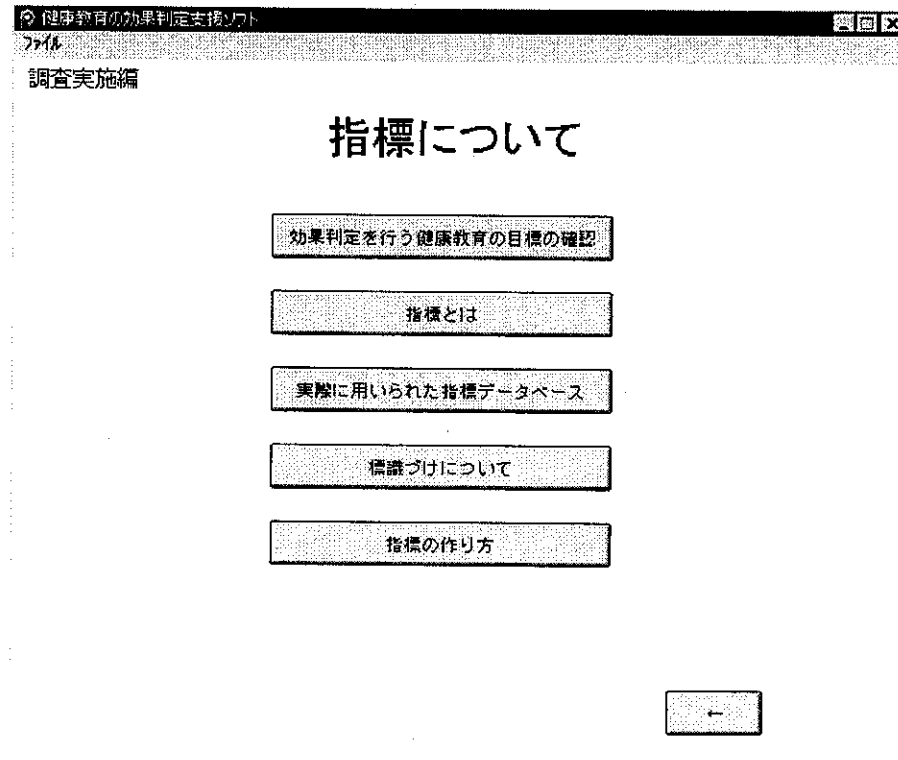 健康教育の効果判定支援ソフト
ファイル
調査実施編
指標について
効果判定を行う健康教育の目標の確認
指標とは
実際に用いられた指標データベース
標識づけについて
指標の作り方
←